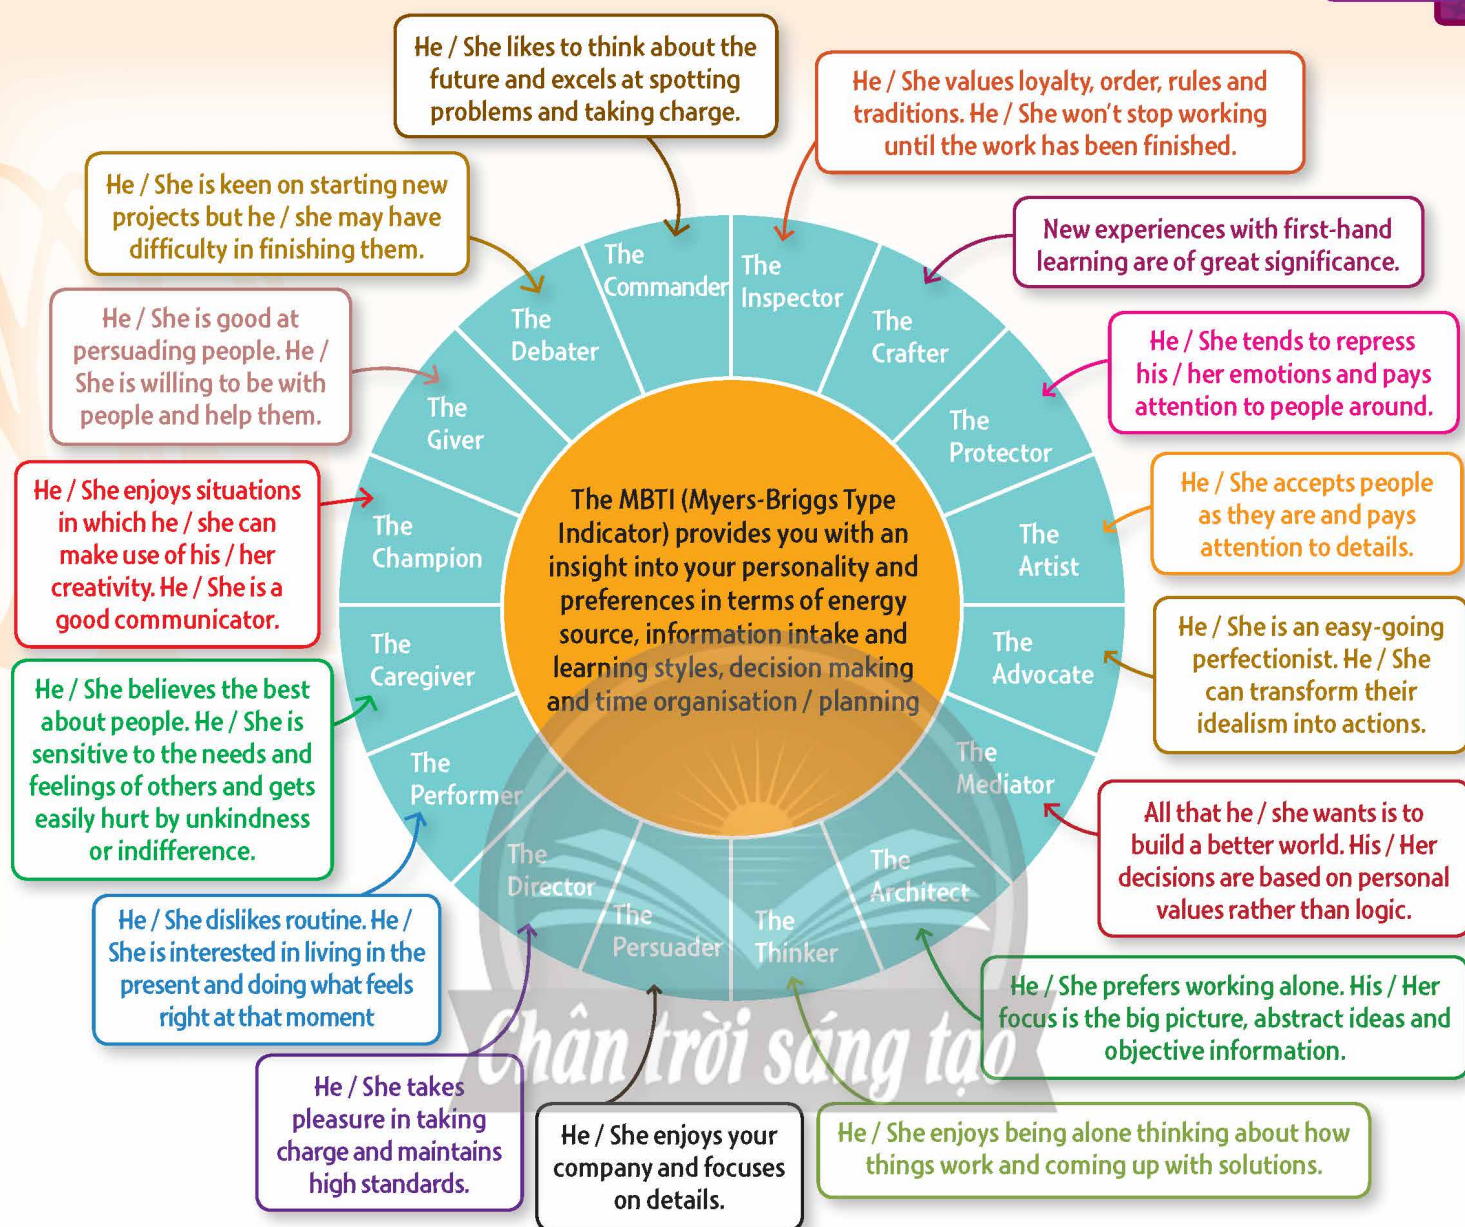 He / She likes to think about the
future and excels at spotting
problems and taking charge.
He / She values loyalty, order, rules and
traditions. He / She won't stop working
until the work has been finished.
He / She is keen on starting new
projects but he / she may have
difficulty in finishing them.
New experiences with first-hand
learning are of great significance.
He / She is good at
persuading people. He /
She is willing to be with
people and help them.
He / She tends to repress
his / her emotions and pays
attention to people around.
He / She enjoys situations
in which he / she can
make use of his / her
creativity. He / She is a
good communicator.
He / She accepts people
as they are and pays
attention to details.
He / She believes the best
about people. He / She is
sensitive to the needs and
feelings of others and gets
easily hurt by unkindness
or indifference.
He / She is an easy-going
perfectionist. He / She
can transform their
idealism into actions.
He / She dislikes routine. He /
She is interested in living in the
present and doing what feels
right at that moment
All that he / she wants is to
build a better world. His / Her
decisions are based on personal
values rather than logic.
He / She takes
pleasure in taking
charge and maintains
high standards.
He / She enjoys your
company and focuses
on details.
He / She enjoys being alone thinking about how
things work and coming up with solutions.
He / She prefers working alone. His / Her
focus is the big picture, abstract ideas and
objective information.
The
Commander
The
Inspector
The
Crafter
The
Protector
The
Artist
The
Advocate
The
Mediator
The
Architect
The
Thinker
The
Persuader
The
Director
The
Performer
The
Caregiver
The
Champion
The
Giver
The
Debater
The MBTI (Myers-Briggs Type
Indicator) provides you with an
insight into your personality and
preferences in terms of energy
source, information intake and
learning styles, decision making
and time organisation / planning
Chân trời sáng tạo